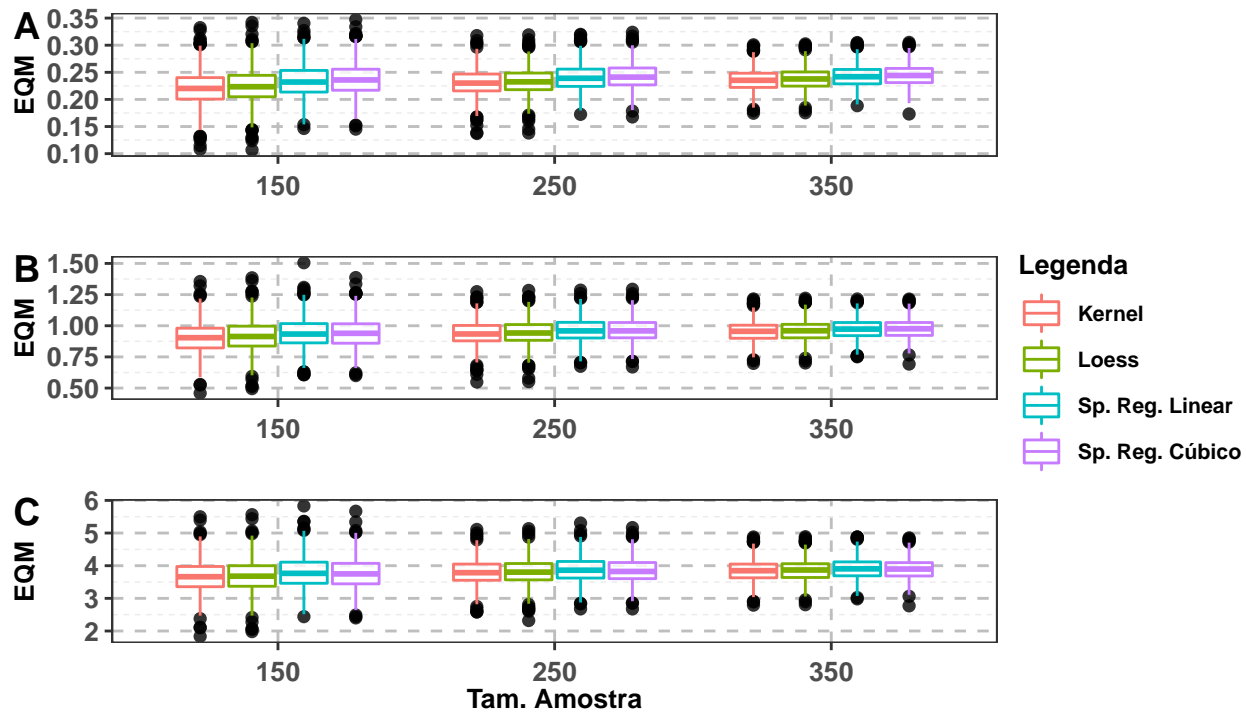 A
EQM
0.35
0.30
0.25
0.20
0.15
0.10
150
250
350
B
EQM
1.50
1.25
1.00
0.75
0.50
150
250
350
C
EQM
6
5
4
3
2
150
250
350
Tam. Amostra
Legenda
Kernel
Loess
Sp. Reg. Linear
Sp. Reg. Cúbico